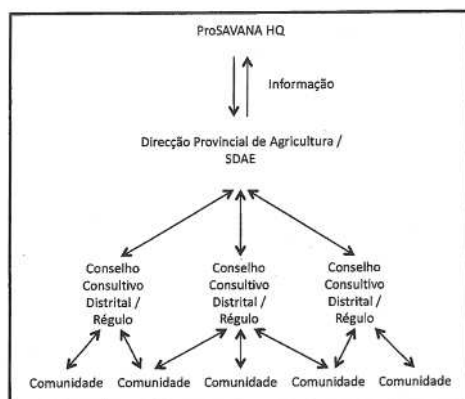 ProSAVANA HQ
Informação
Direcção Provincial de Agricultura /
SDAE
Conselho
Consultivo
Distrital /
Régulo
Conselho
Consultivo
Distrital /
Régulo
Conselho
Consultivo
Distrital /
Régulo
Comunidade
Comunidade
Comunidade
Comunidade
Comunidade